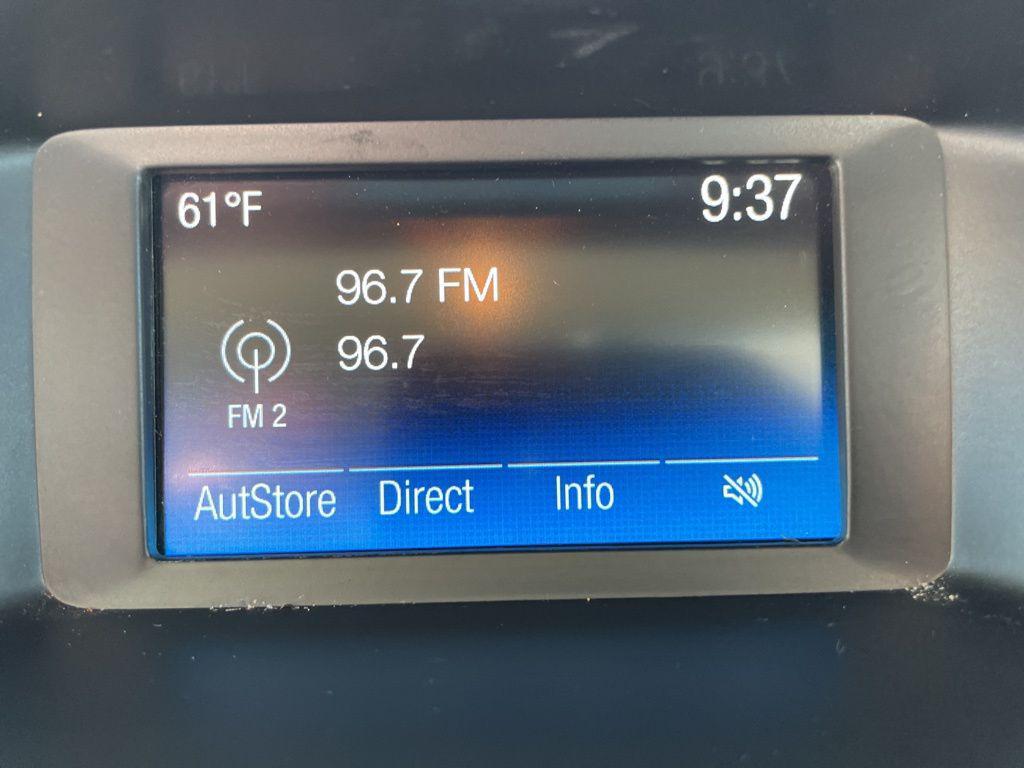 61°F 9:37
96.7 FM
96.7
FM 2
AutStore Direct Info